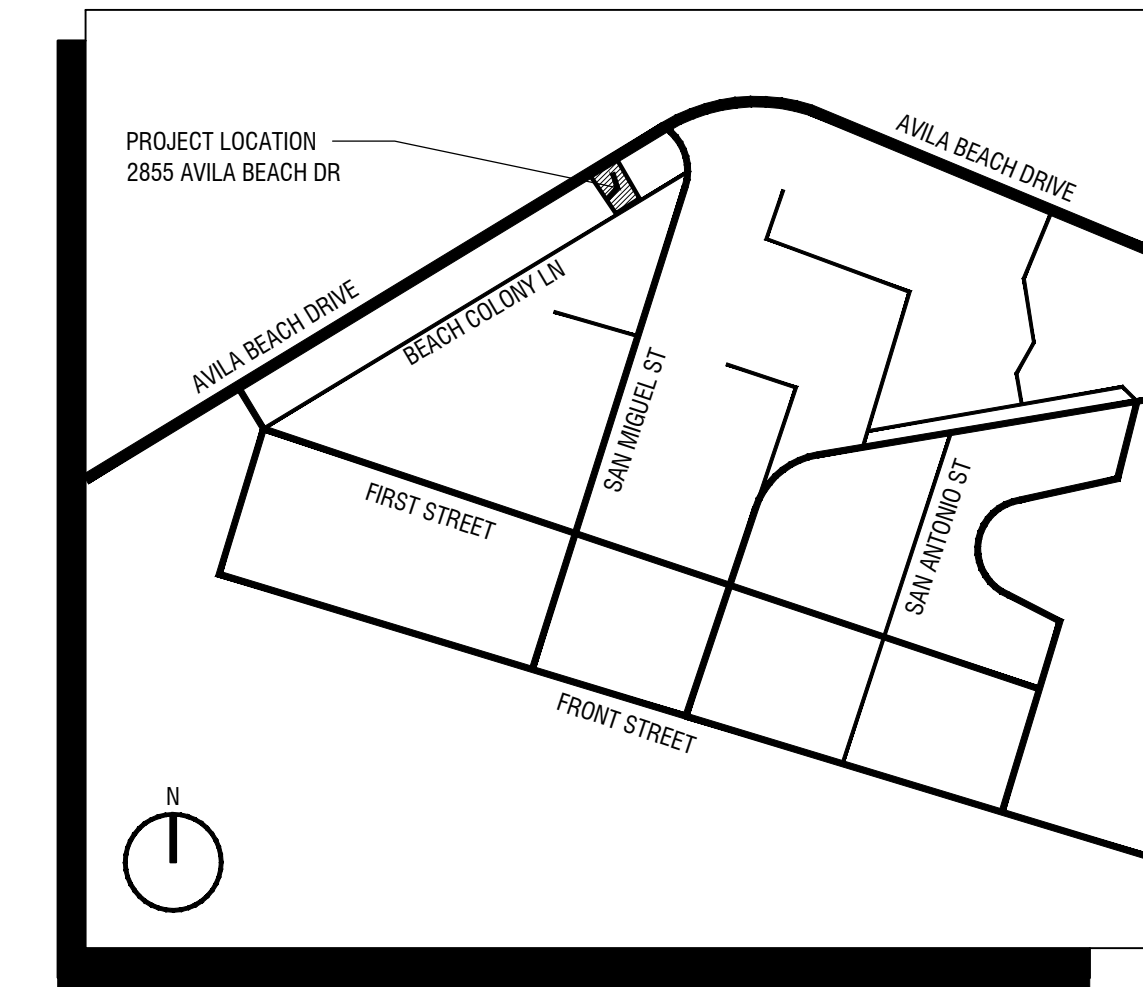 PROJECT LOCATION
2855 AVILA BEACH DR
AVILA BEACH DRIVE
AVILA BEACH DRIVE
BEACH COLONY LN
SAN MIGUEL ST
FIRST STREET
SAN ANTONIO ST
FRONT STREET
N